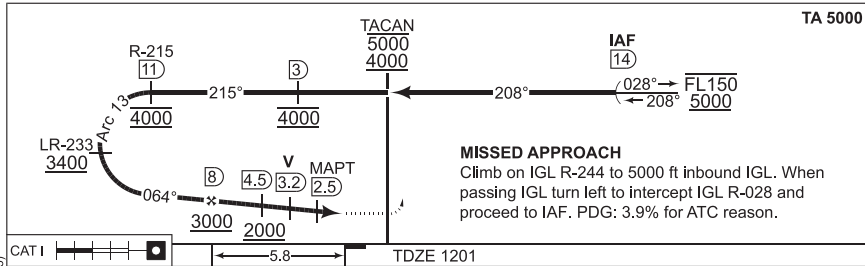 TA 5000
TACAN
5000
4000
IAF
14
R-215
11
3
215°
208°
028°
208°
FL150
5000
4000
4000
Arc 13
LR-233
3400
064°
8
3000
4.5
2000
V
3.2
MAPT
2.5
MISSED APPROACH
Climb on IGL R-244 to 5000 ft inbound IGL. When
passing IGL turn left to intercept IGL R-028 and
proceed to IAF. PDG: 3.9% for ATC reason.
CAT I
5.8
TDZE 1201